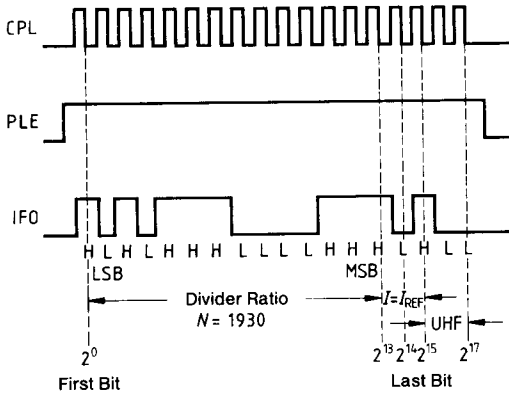 CPL
PLE
IFO
H L H L H H H L L L L H H H L H L L
LSB MSB
Divider Ratio I=I_REF
N = 1930 UHF
2^0 2^13 2^14 2^15 2^17
First Bit Last Bit